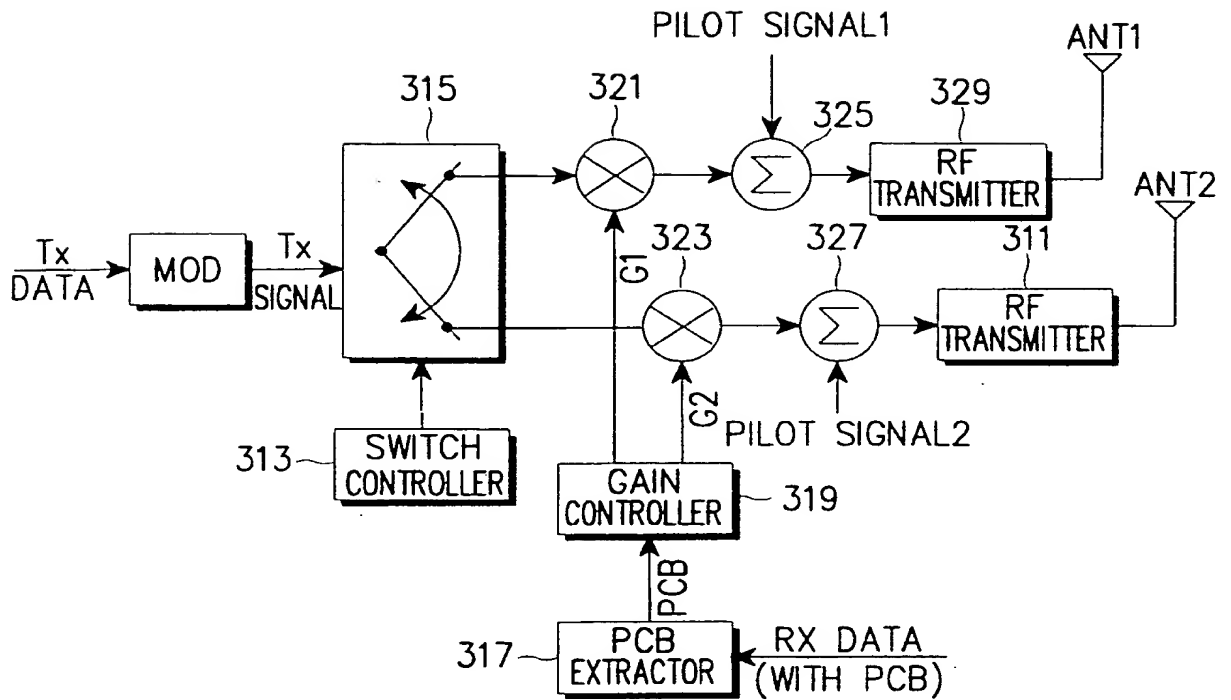 PILOT SIGNAL1
ANT1
315
321
325
329
RF
TRANSMITTER
ANT2
Tx
DATA
MOD
Tx
SIGNAL
G1
323
327
311
RF
TRANSMITTER
G2
PILOT SIGNAL2
313
SWITCH
CONTROLLER
GAIN
CONTROLLER
319
PCB
317
PCB
EXTRACTOR
RX DATA
(WITH PCB)